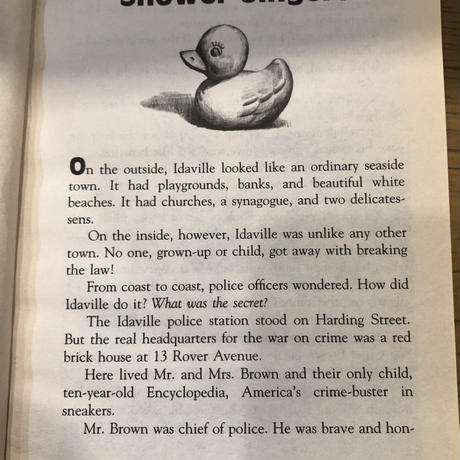 Shower Singer
On the outside, Idaville looked like an ordinary seaside
town. It had playgrounds, banks, and beautiful white
beaches. It had churches, a synagogue, and two delicates-
sens.
On the inside, however, Idaville was unlike any other
town. No one, grown-up or child, got away with breaking
the law!
From coast to coast, police officers wondered. How did
Idaville do it? What was the secret?
The Idaville police station stood on Harding Street.
But the real headquarters for the war on crime was a red
brick house at 13 Rover Avenue.
Here lived Mr. and Mrs. Brown and their only child,
ten-year-old Encyclopedia, America's crime-buster in
sneakers.
Mr. Brown was chief of police. He was brave and hon-